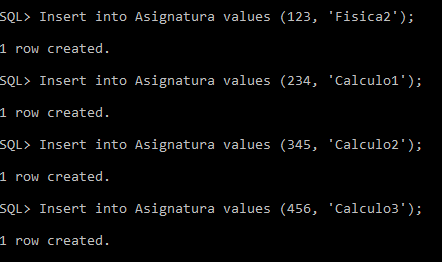 SQL> Insert into Asignatura values (123, 'Fisica2');
1 row created.
SQL> Insert into Asignatura values (234, 'Calculo1');
1 row created.
SQL> Insert into Asignatura values (345, 'Calculo2');
1 row created.
SQL> Insert into Asignatura values (456, 'Calculo3');
1 row created.